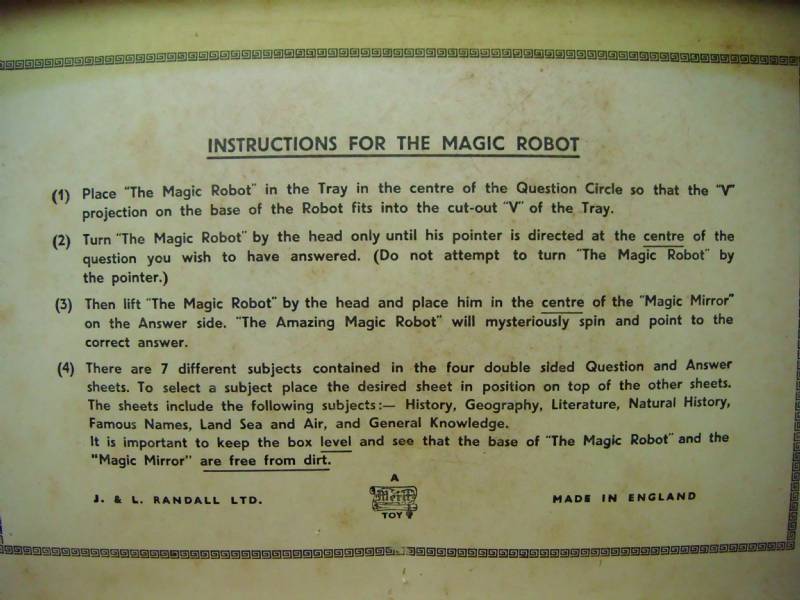 INSTRUCTIONS FOR THE MAGIC ROBOT
(1) Place "The Magic Robot" in the Tray in the centre of the Question Circle so that the "V"
projection on the base of the Robot fits into the cut-out "V" of the Tray.
(2) Turn "The Magic Robot" by the head only until his pointer is directed at the centre of the
question you wish to have answered. (Do not attempt to turn "The Magic Robot" by
the pointer.)
(3) Then lift "The Magic Robot" by the head and place him in the centre of the "Magic Mirror"
on the Answer side. "The Amazing Magic Robot" will mysteriously spin and point to the
correct answer.
(4) There are 7 different subjects contained in the four double sided Question and Answer
sheets. To select a subject place the desired sheet in position on top of the other sheets.
The sheets include the following subjects:— History, Geography, Literature, Natural History,
Famous Names, Land Sea and Air, and General Knowledge.
It is important to keep the box level and see that the base of "The Magic Robot" and the
"Magic Mirror" are free from dirt.
J. & L. RANDALL LTD.
A
Merit
TOY
MADE IN ENGLAND